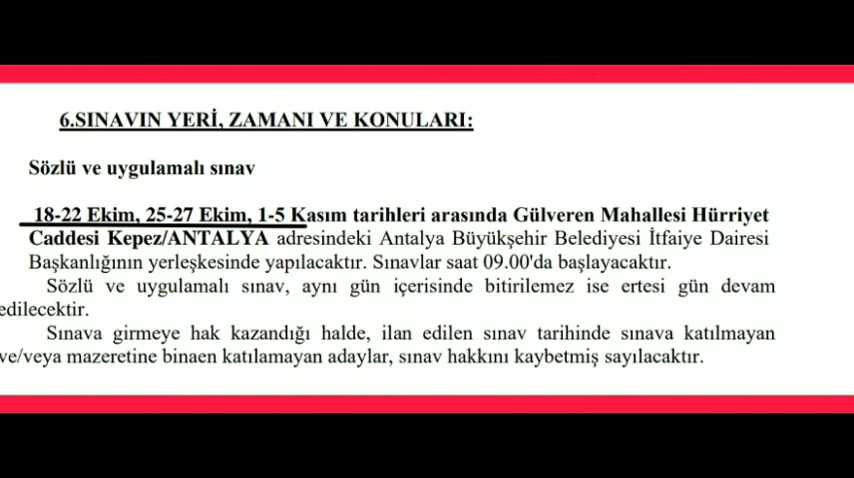 6.SINAVIN YERİ, ZAMANI VE KONULARI:
Sözlü ve uygulamalı sınav
18-22 Ekim, 25-27 Ekim, 1-5 Kasım tarihleri arasında Gülveren Mahallesi Hürriyet
Caddesi Kepez/ANTALYA adresindeki Antalya Büyükşehir Belediyesi İtfaiye Dairesi
Başkanlığının yerleşkesinde yapılacaktır. Sınavlar saat 09.00'da başlayacaktır.
Sözlü ve uygulamalı sınav, aynı gün içerisinde bitirilemez ise ertesi gün devam
edilecektir.
Sınava girmeye hak kazandığı halde, ilan edilen sınav tarihinde sınava katılmayan
ve/veya mazeretine binaen katılamayan adaylar, sınav hakkını kaybetmiş sayılacaktır.